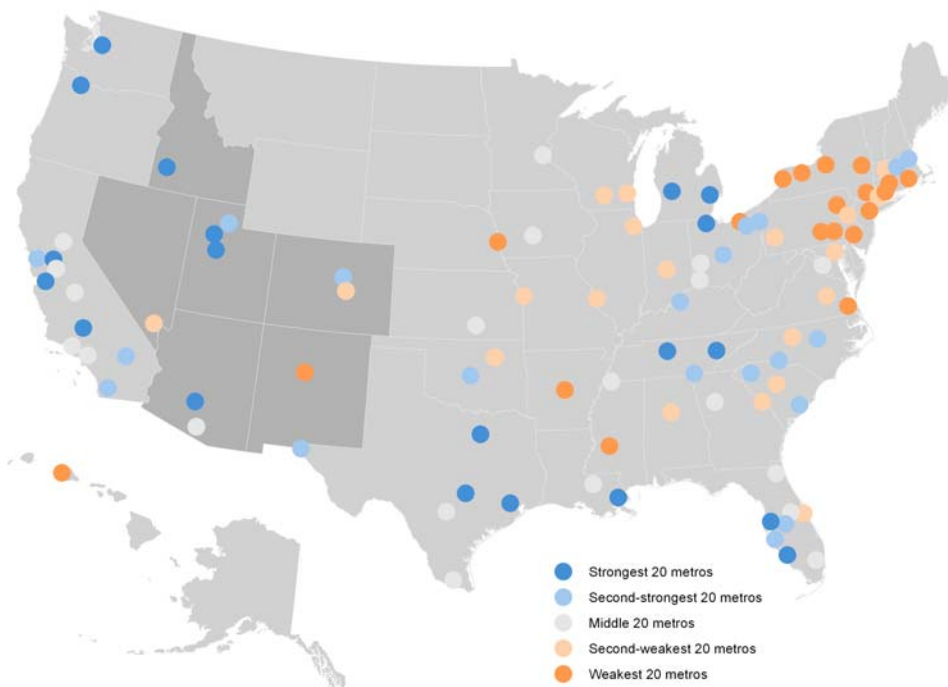 Strongest 20 metros
Second-strongest 20 metros
Middle 20 metros
Second-weakest 20 metros
Weakest 20 metros